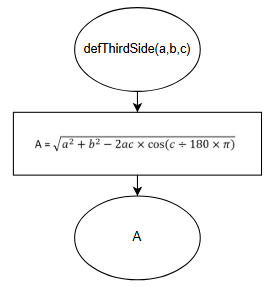 defThirdSide(a,b,c)
A = √a² + b² − 2ac × cos(c ÷ 180 × π)
A